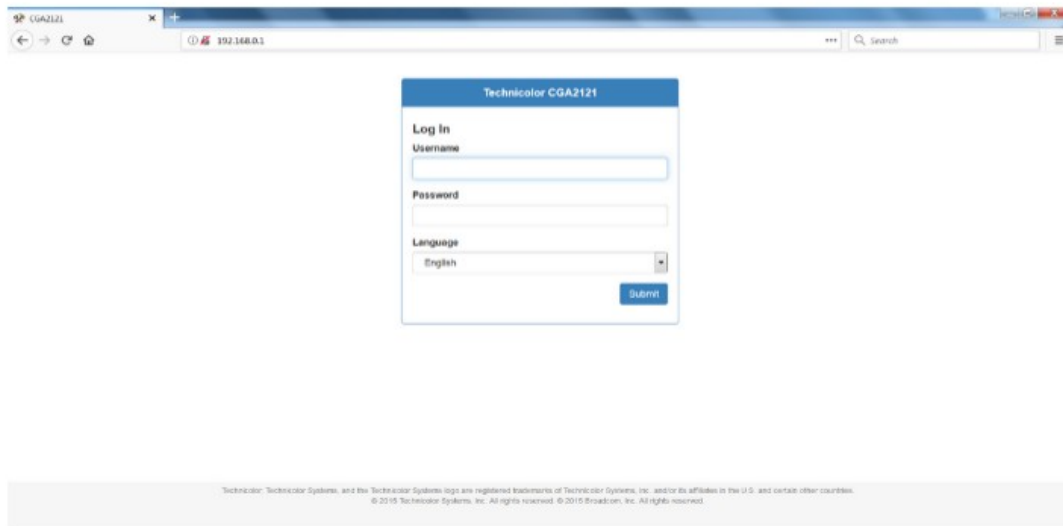 CGA2121
192.168.0.1
Search
Technicolor CGA2121
Log In
Username
Password
Language
English
Submit
Technicolor, Technicolor Systems, and the Technicolor Systems logo are registered trademarks of Technicolor Systems, Inc. and/or its affiliates in the U.S. and certain other countries.
© 2015 Technicolor Systems, Inc. All rights reserved. © 2015 Broadcom, Inc. All rights reserved.